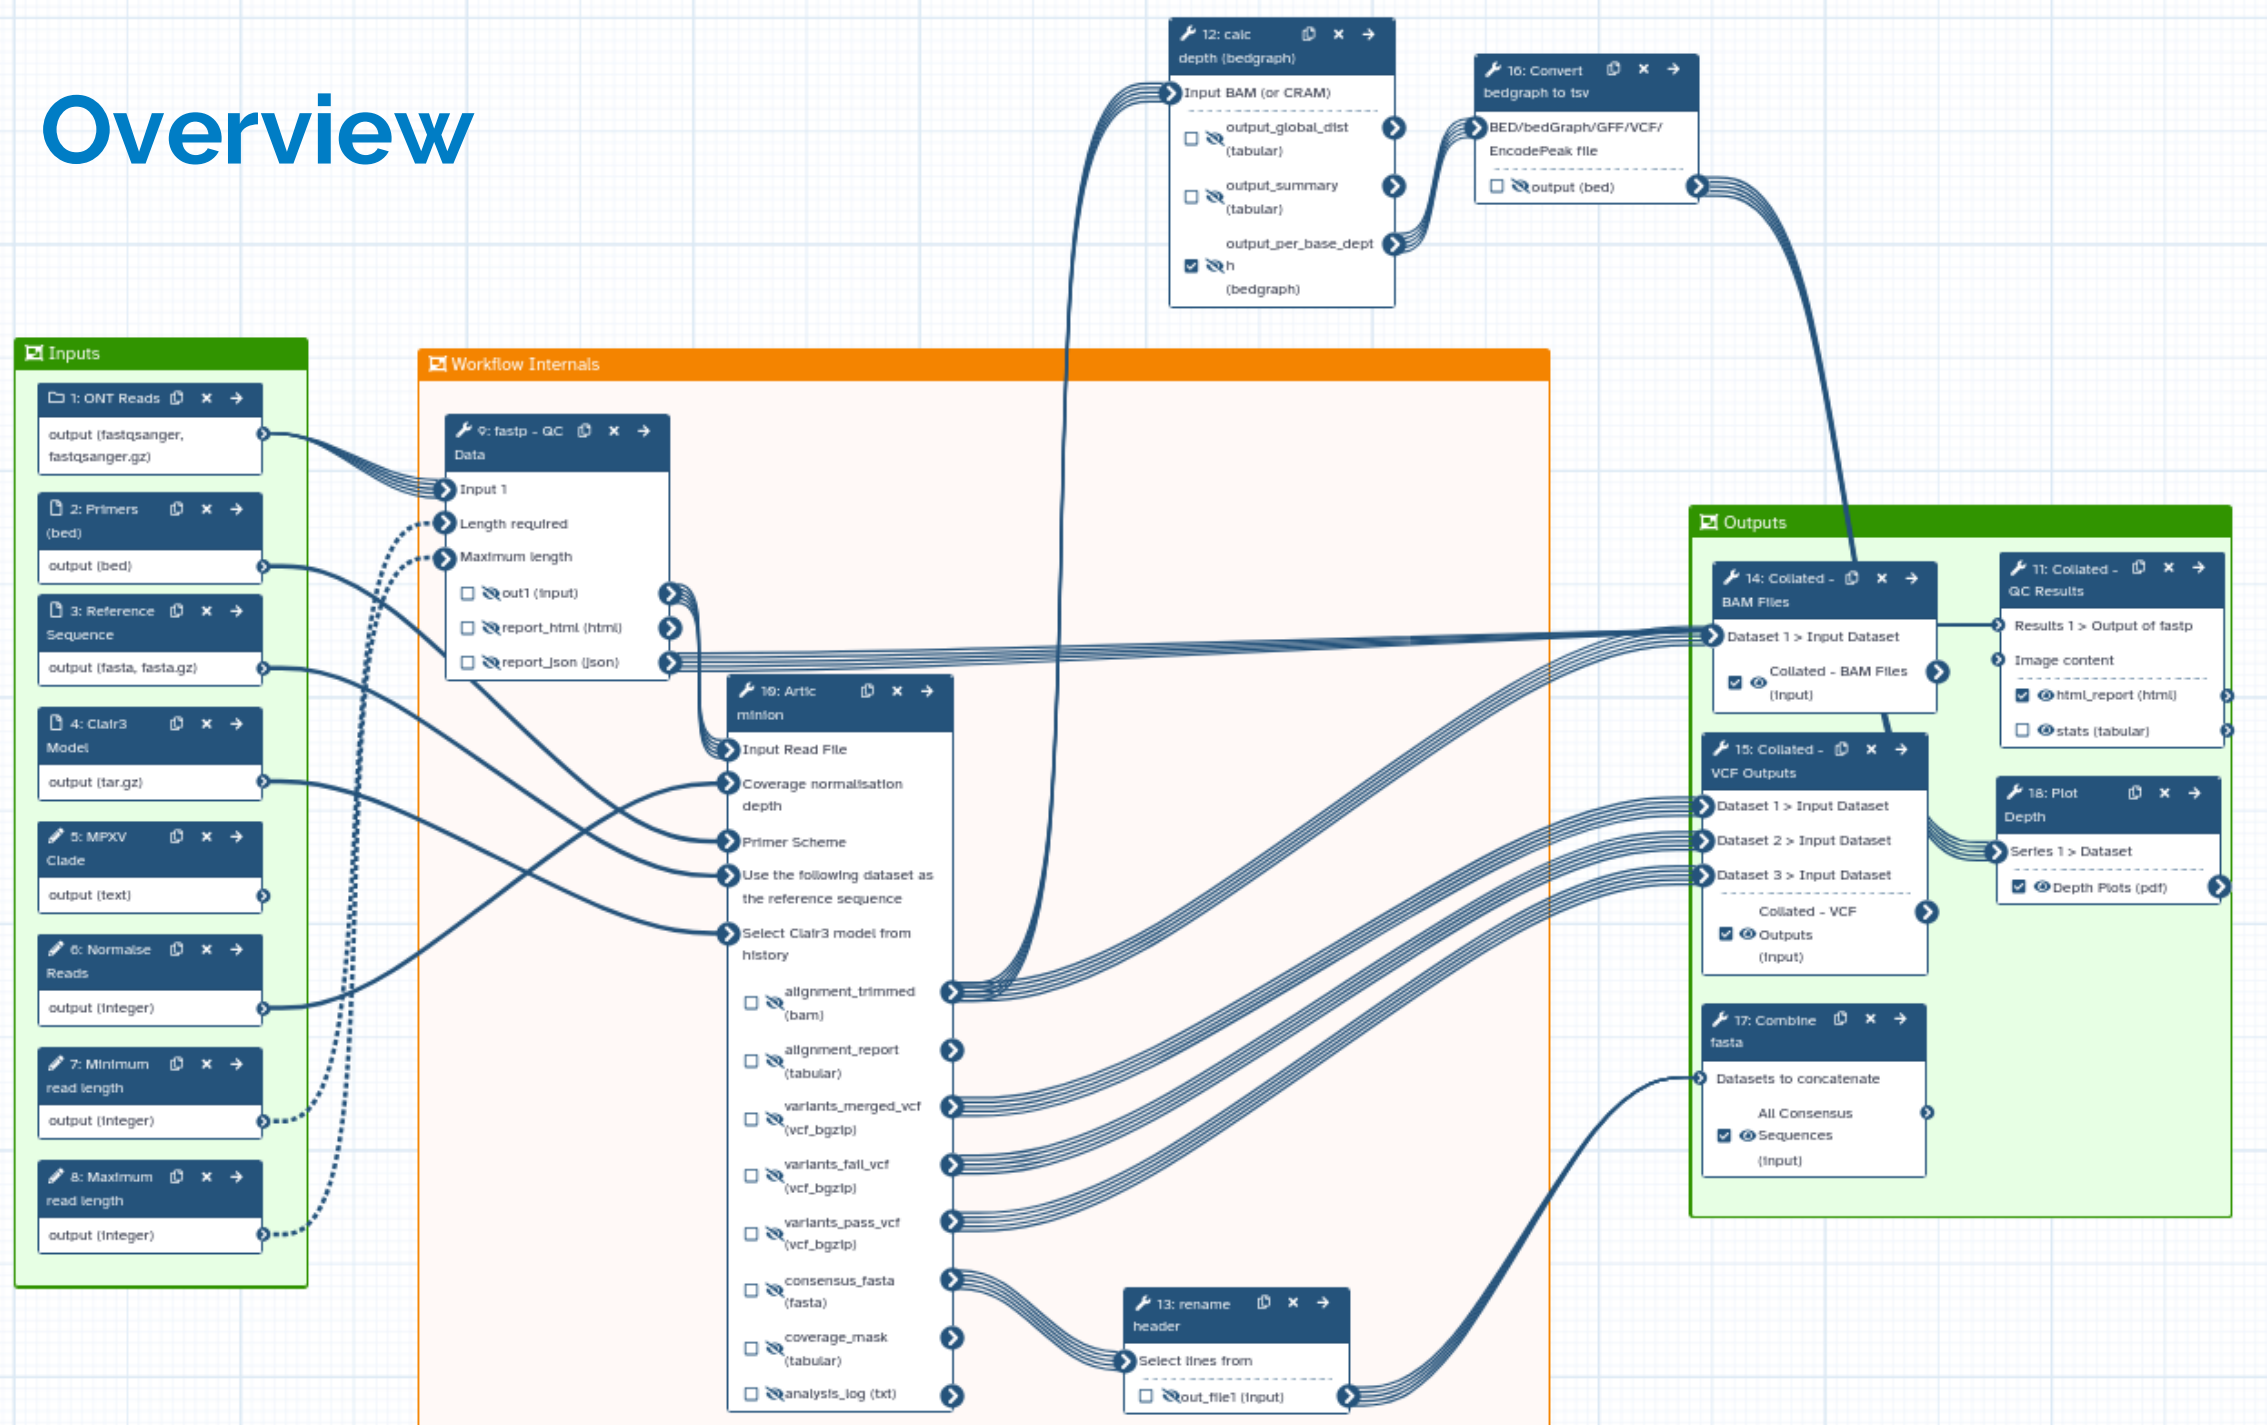 Overview
12: calc
depth (bedgraph)
Input BAM (or CRAM)
output_global_dist
(tabular)
output_summary
(tabular)
output_per_base_dept
h
(bedgraph)
16: Convert
bedgraph to tsv
BED/bedGraph/GFF/VCF/
EncodePeak file
output (bed)
Inputs
1: ONT Reads
output (fastqsanger,
fastqsanger.gz)
2: Primers
(bed)
output (bed)
3: Reference
Sequence
output (fasta, fasta.gz)
4: Clair3
Model
output (tar.gz)
5: MPXV
Clade
output (text)
6: Normalse
Reads
output (integer)
7: Minimum
read length
output (integer)
8: Maximum
read length
output (integer)
Workflow Internals
9: fastp - QC
Data
Input 1
Length required
Maximum length
out1 (input)
report_html (html)
report_json (json)
10: Artic
minion
Input Read File
Coverage normalisation
depth
Primer Scheme
Use the following dataset as
the reference sequence
Select Clair3 model from
history
alignment_trimmed
(bam)
alignment_report
(tabular)
variants_merged_vcf
(vcf_bgzip)
variants_fail_vcf
(vcf_bgzip)
variants_pass_vcf
(vcf_bgzip)
consensus_fasta
(fasta)
coverage_mask
(tabular)
analysis_log (txt)
13: rename
header
Select lines from
out_file1 (input)
Outputs
14: Collated -
BAM Files
Dataset 1 > Input Dataset
Collated - BAM Files
(input)
11: Collated -
QC Results
Results 1 > Output of fastp
Image content
html_report (html)
stats (tabular)
15: Collated -
VCF Outputs
Dataset 1 > Input Dataset
Dataset 2 > Input Dataset
Dataset 3 > Input Dataset
Collated - VCF
Outputs
(input)
18: Plot
Depth
Series 1 > Dataset
Depth Plots (pdf)
17: Combine
fasta
Datasets to concatenate
All Consensus
Sequences
(input)